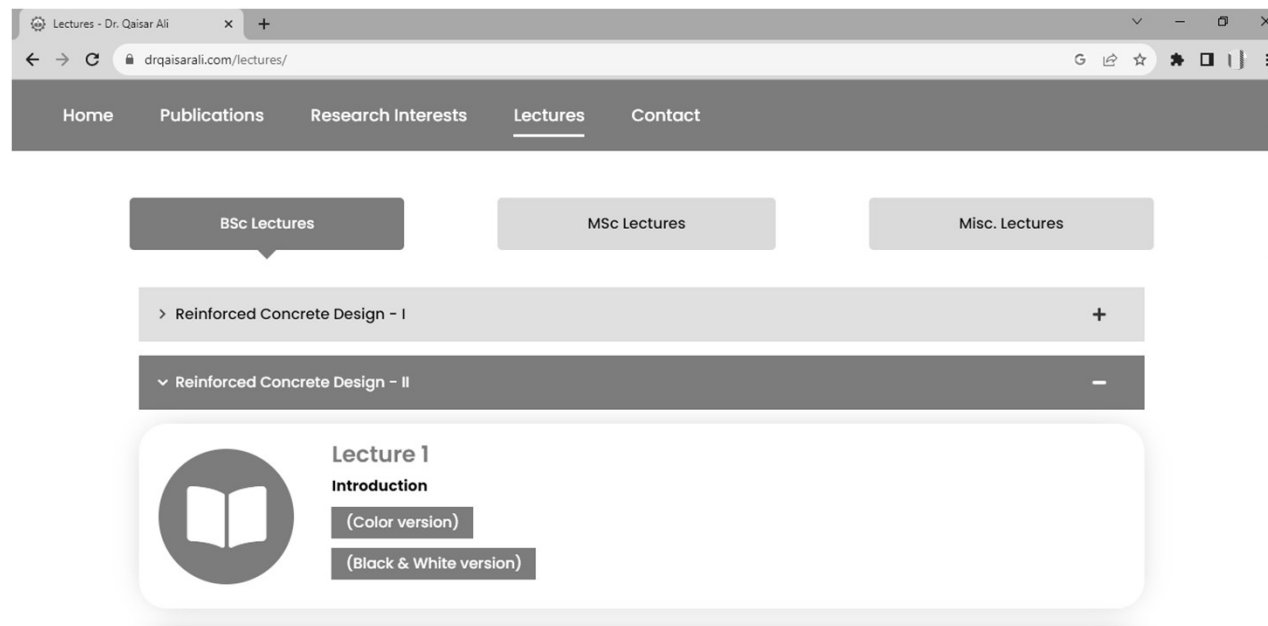 Lectures - Dr. Qaisar Ali
drqaisarali.com/lectures/
Home Publications Research Interests Lectures Contact
BSc Lectures MSc Lectures Misc. Lectures
Reinforced Concrete Design - I
Reinforced Concrete Design - II
Lecture 1
Introduction
(Color version)
(Black & White version)